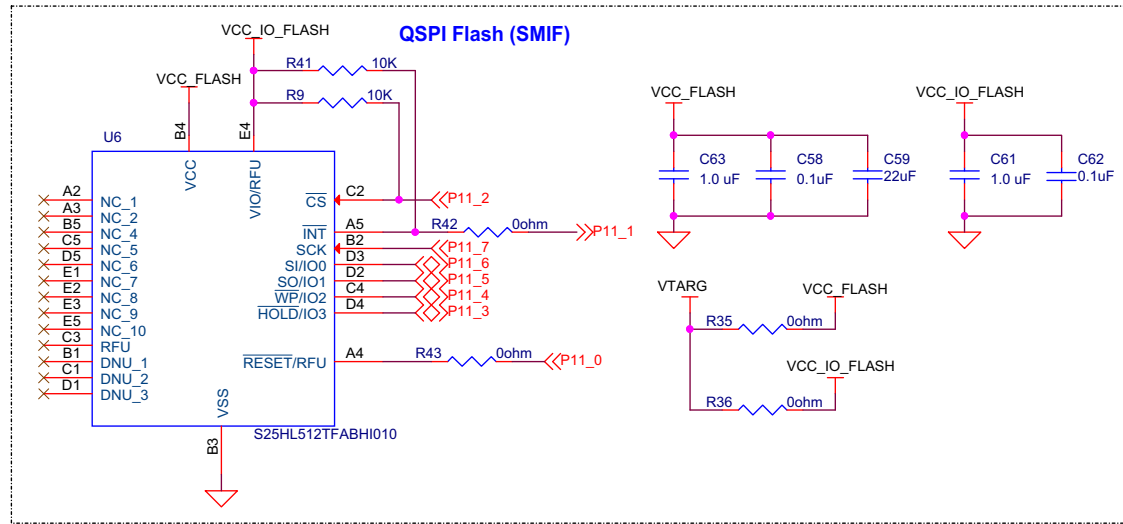 QSPI Flash (SMIF)
VCC_IO_FLASH
R41 10K
VCC_FLASH
R9 10K
B4
E4
U6
VCC
VIO/RFU
A2 NC_1
A3 NC_2
B5 NC_4
C5 NC_5
D5 NC_6
E1 NC_7
E2 NC_8
E3 NC_9
E5 NC_10
C3 RFU
B1 DNU_1
C1 DNU_2
D1 DNU_3
CS C2 P11_2
INT A5 R42 0ohm P11_1
SCK B2 P11_7
SI/IO0 D3 P11_6
SO/IO1 D2 P11_5
WP/IO2 C4 P11_4
HOLD/IO3 D4 P11_3
RESET/RFU A4 R43 0ohm P11_0
VSS
B3
S25HL512TFABHI010
VCC_FLASH
C63
1.0 uF
C58
0.1uF
C59
22uF
VCC_IO_FLASH
C61
1.0 uF
C62
0.1uF
VTARG
VCC_FLASH
R35 0ohm
VCC_IO_FLASH
R36 0ohm